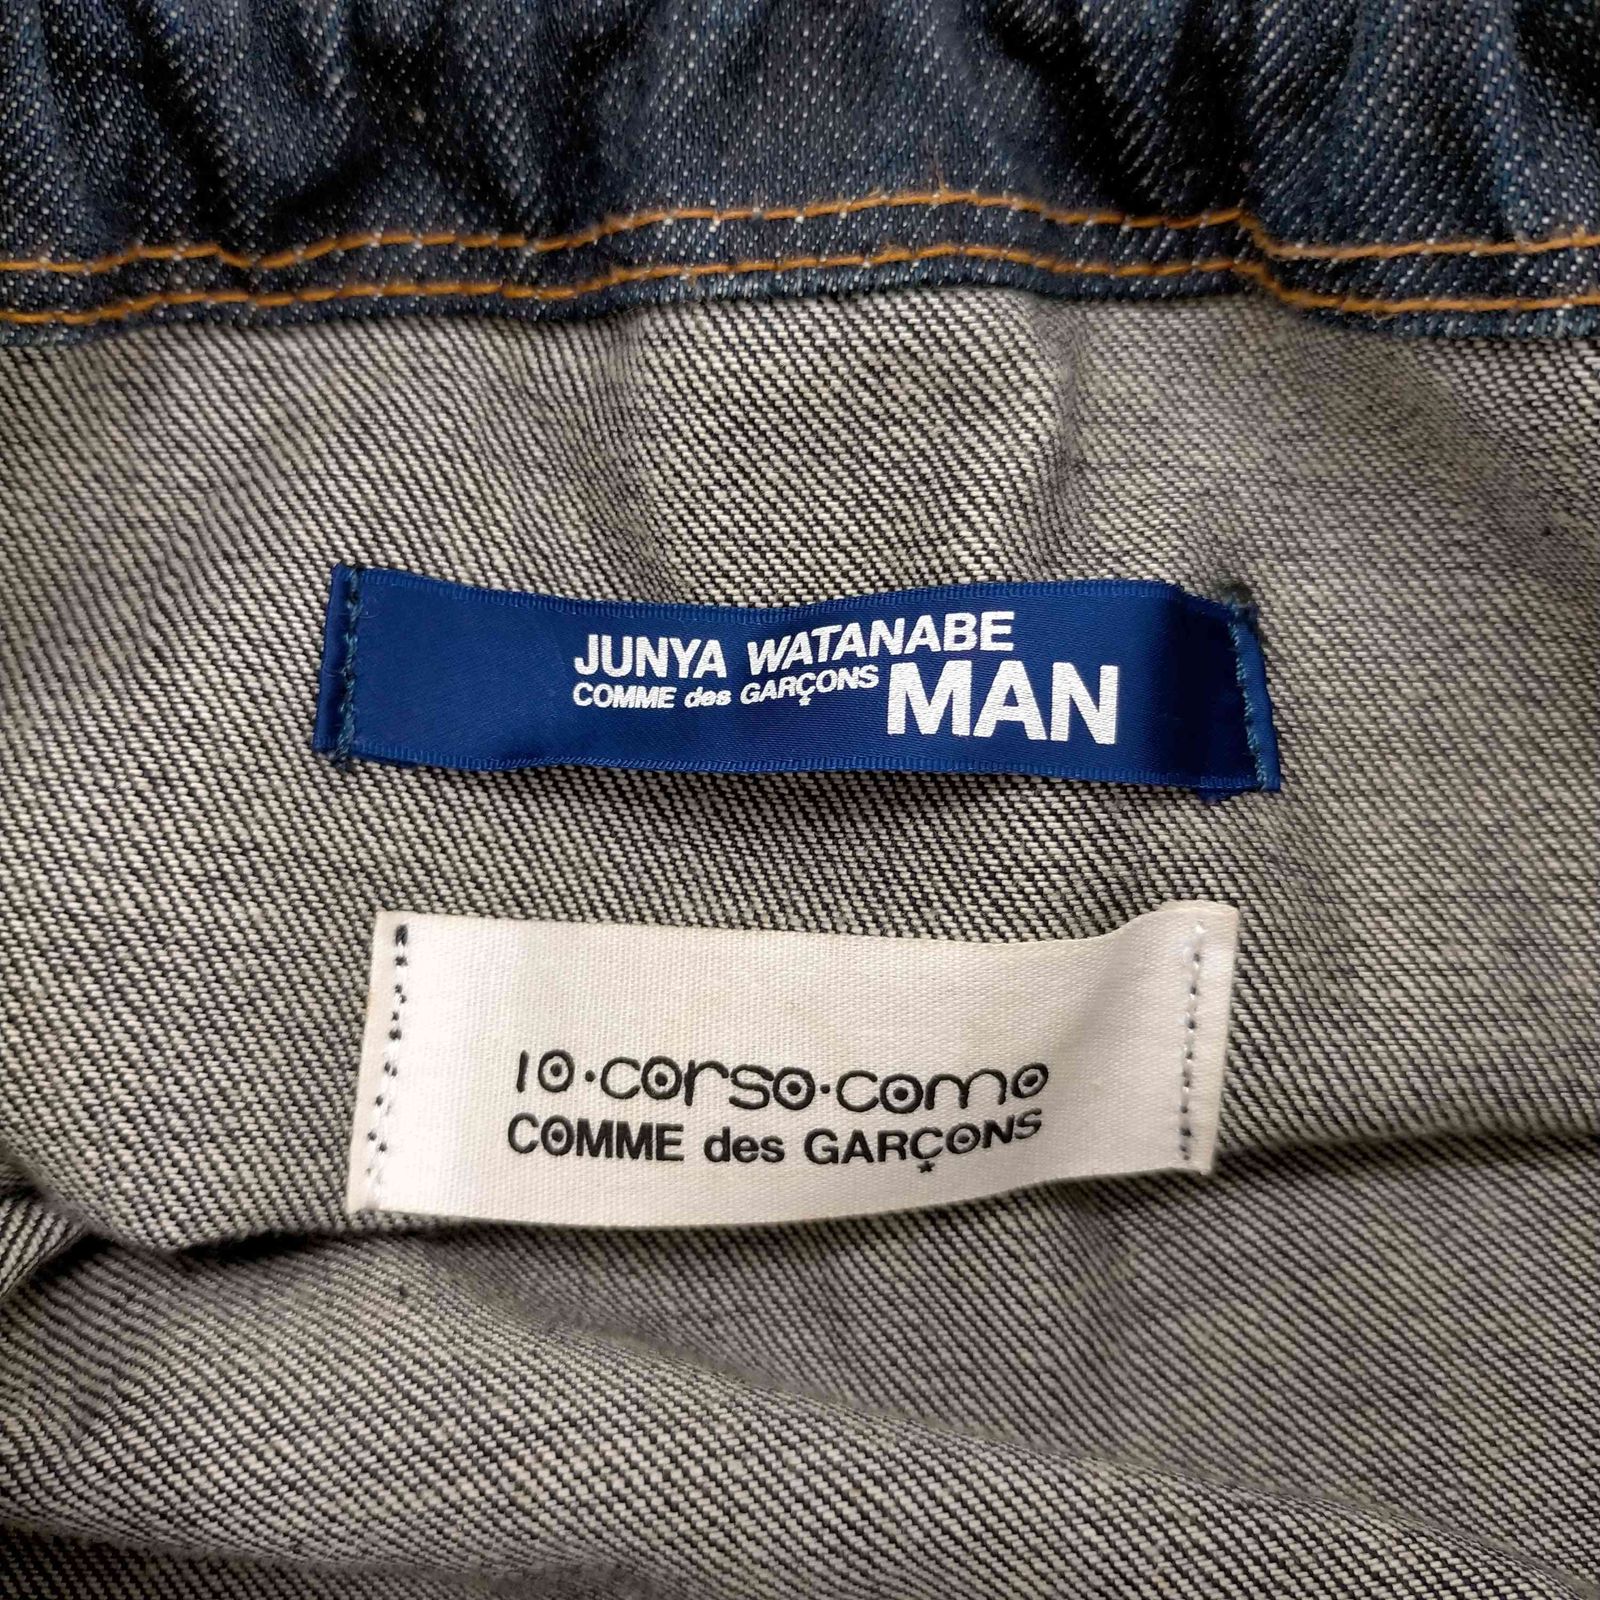 JUNYA WATANABE
COMME des GARÇONS MAN
10·corso·como
COMME des GARÇONS